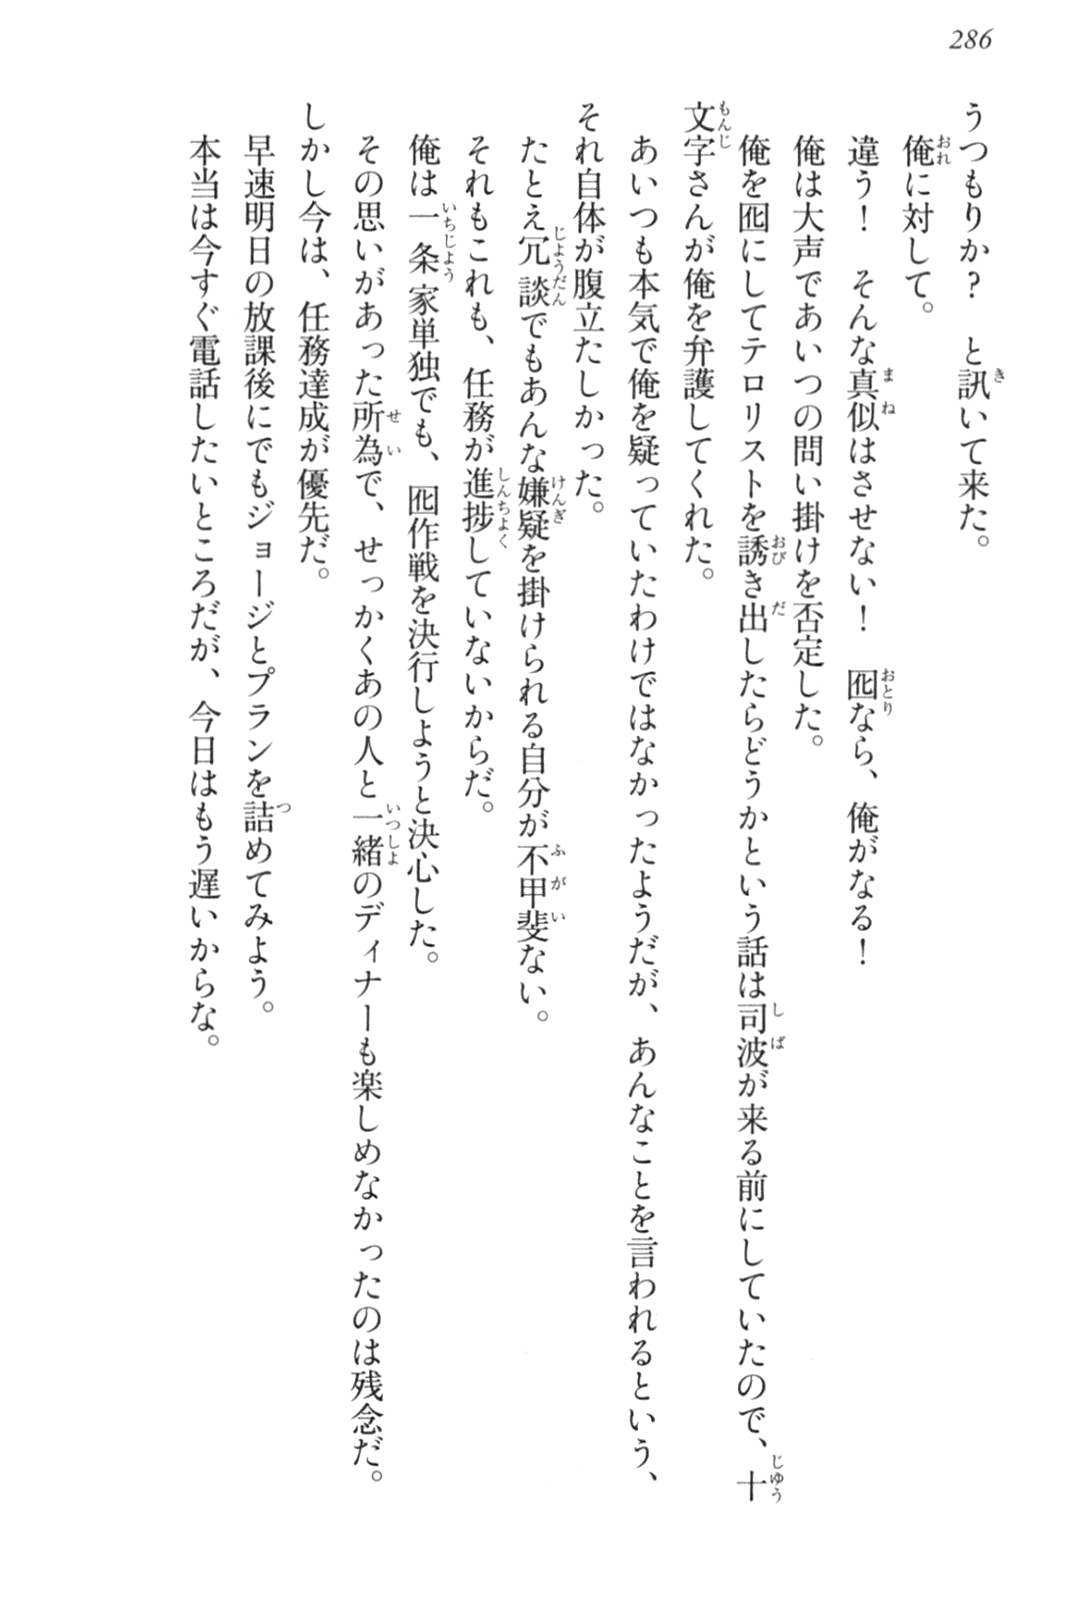 286
うつもりか？　と訊いて来た。
俺に対して。
違う！　そんな真似はさせない！　囮なら、俺がなる！
俺は大声であいつの問い掛けを否定した。
俺を囮にしてテロリストを誘き出したらどうかという話は司波が来る前にしていたので、十
文字さんが俺を弁護してくれた。
あいつも本気で俺を疑っていたわけではなかったようだが、あんなことを言われるという、
それ自体が腹立たしかった。
たとえ冗談でもあんな嫌疑を掛けられる自分が不甲斐ない。
それもこれも、任務が進捗していないからだ。
俺は一条家単独でも、囮作戦を決行しようと決心した。
その思いがあった所為で、せっかくあの人と一緒のディナーも楽しめなかったのは残念だ。
しかし今は、任務達成が優先だ。
早速明日の放課後にでもジョージとプランを詰めてみよう。
本当は今すぐ電話したいところだが、今日はもう遅いからな。